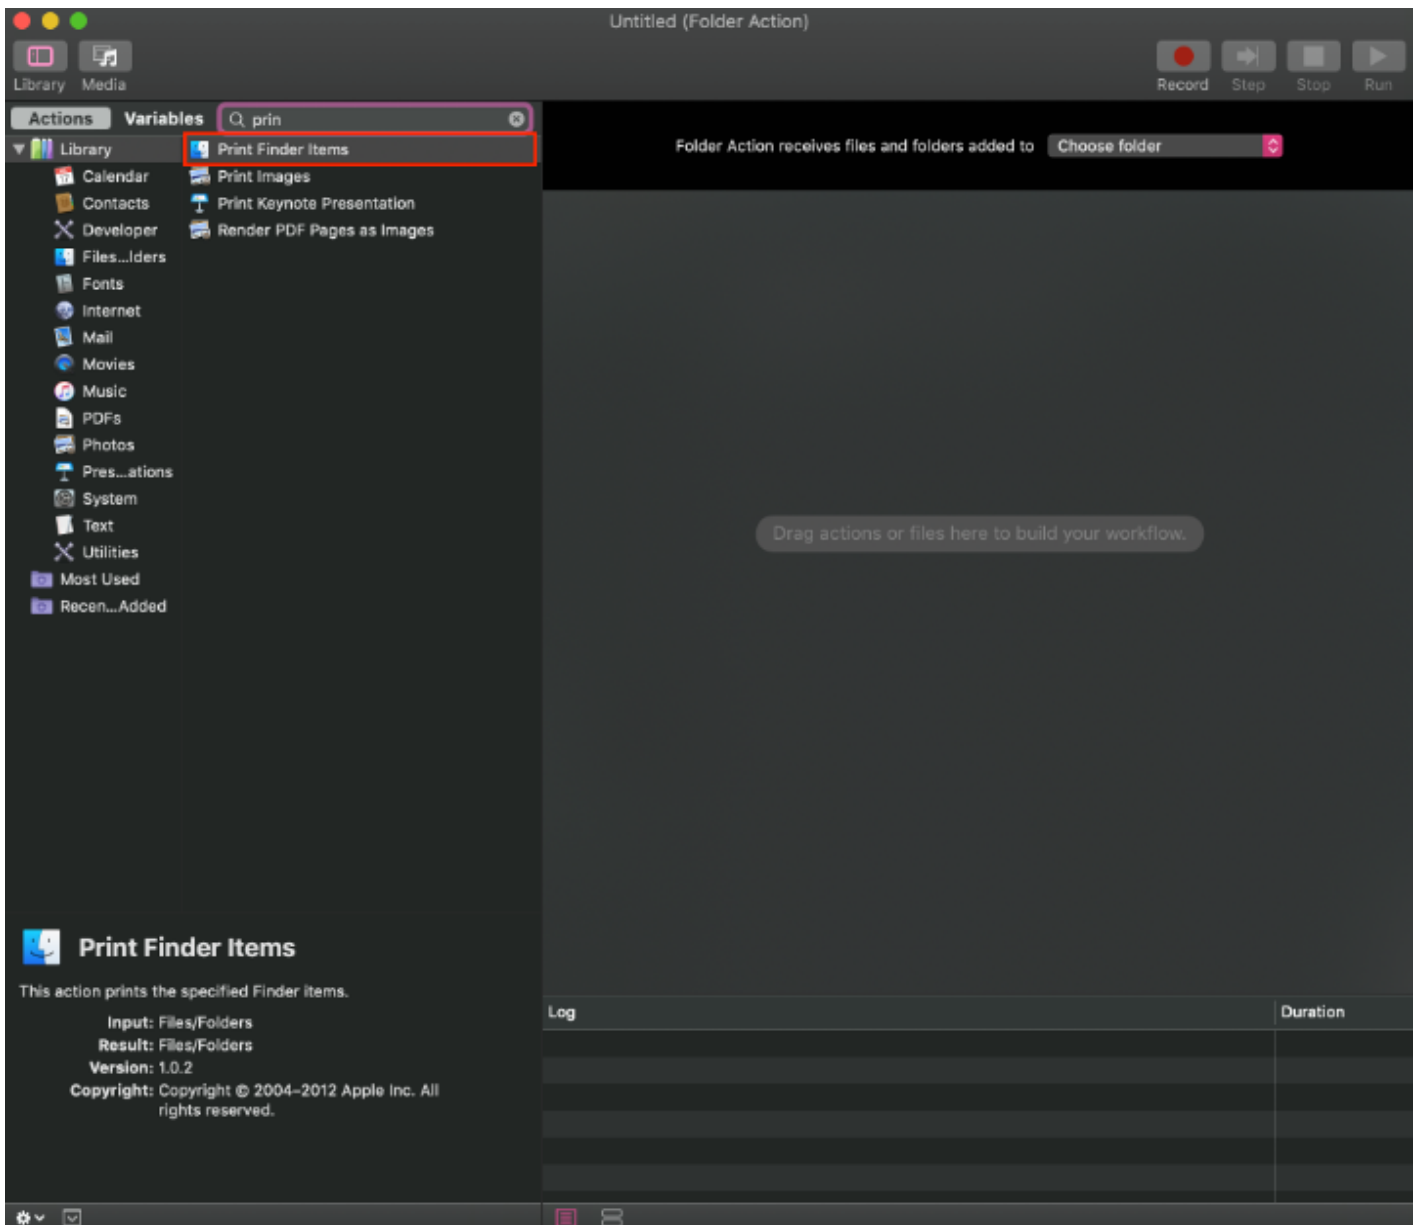 Untitled (Folder Action)
Library Media
Record Step Stop Run
Actions Variables prin
Folder Action receives files and folders added to Choose folder
Library
Calendar
Contacts
Developer
Files...lders
Fonts
Internet
Mail
Movies
Music
PDFs
Photos
Pres...ations
System
Text
Utilities
Most Used
Recen...Added
Print Finder Items
Print Images
Print Keynote Presentation
Render PDF Pages as Images
Drag actions or files here to build your workflow.
Print Finder Items
This action prints the specified Finder items.
Input: Files/Folders
Result: Files/Folders
Version: 1.0.2
Copyright: Copyright © 2004–2012 Apple Inc. All
rights reserved.
Log Duration